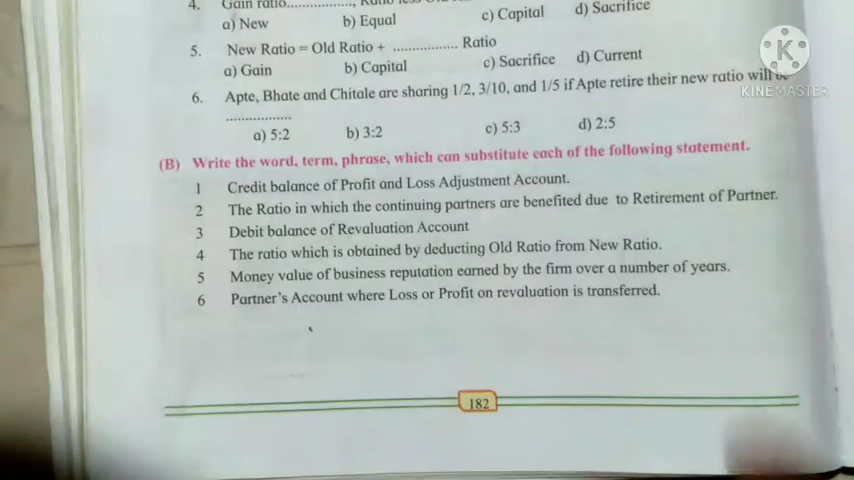 4. Gain ratio................., Ratio less Old
a) New b) Equal c) Capital d) Sacrifice
5. New Ratio = Old Ratio + ................. Ratio
a) Gain b) Capital c) Sacrifice d) Current
6. Apte, Bhate and Chitale are sharing 1/2, 3/10, and 1/5 if Apte retire their new ratio will be
.................
a) 5:2 b) 3:2 c) 5:3 d) 2:5
(B) Write the word, term, phrase, which can substitute each of the following statement.
1 Credit balance of Profit and Loss Adjustment Account.
2 The Ratio in which the continuing partners are benefited due to Retirement of Partner.
3 Debit balance of Revaluation Account
4 The ratio which is obtained by deducting Old Ratio from New Ratio.
5 Money value of business reputation earned by the firm over a number of years.
6 Partner's Account where Loss or Profit on revaluation is transferred.
182
K
KINEMASTER